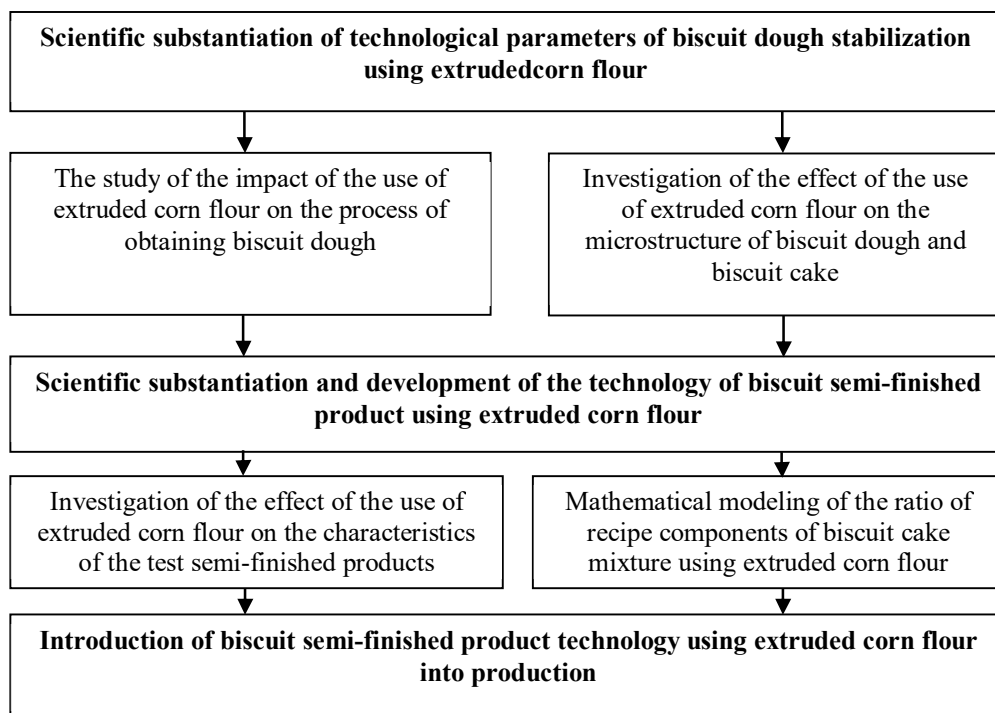 Scientific substantiation of technological parameters of biscuit dough stabilization
using extrudedcorn flour
The study of the impact of the use of
extruded corn flour on the process of
obtaining biscuit dough
Investigation of the effect of the use
of extruded corn flour on the
microstructure of biscuit dough and
biscuit cake
Scientific substantiation and development of the technology of biscuit semi-finished
product using extruded corn flour
Investigation of the effect of the use of
extruded corn flour on the characteristics
of the test semi-finished products
Mathematical modeling of the ratio of
recipe components of biscuit cake
mixture using extruded corn flour
Introduction of biscuit semi-finished product technology using extruded corn flour
into production